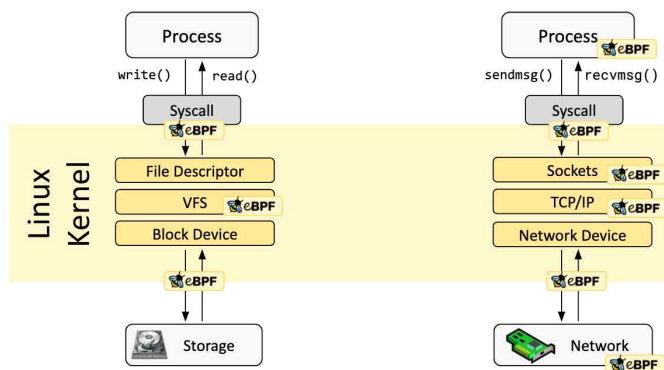 Process
Process
eBPF
write() read()
sendmsg() recvmsg()
Syscall
Syscall
eBPF
eBPF
Linux
Kernel
File Descriptor
Sockets
eBPF
VFS
eBPF
TCP/IP
eBPF
Block Device
Network Device
eBPF
eBPF
Storage
Network
eBPF